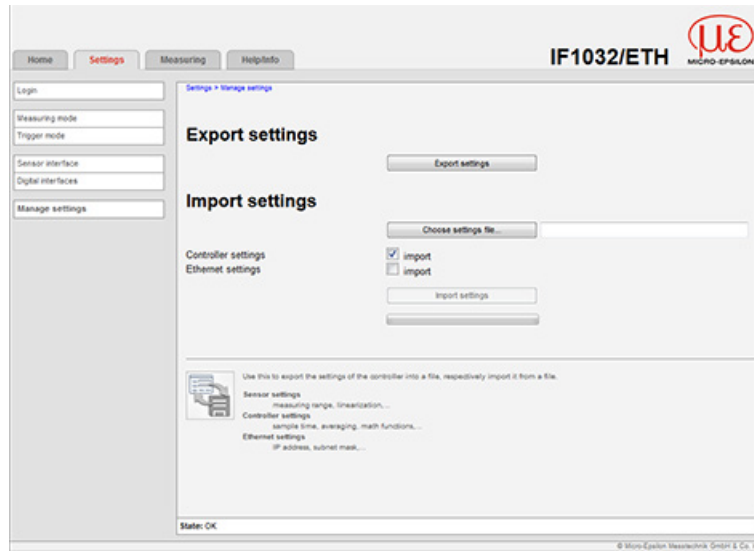 Home
Settings
Measuring
Help/Info
IF1032/ETH
µε
MICRO-EPSILON
Login
Measuring mode
Trigger mode
Sensor interface
Digital interfaces
Manage settings
Settings > Manage settings
Export settings
Export settings
Import settings
Choose settings file...
Controller settings
import
Ethernet settings
import
Import settings
Use this to export the settings of the controller into a file, respectively import it from a file.
Sensor settings
measuring range, linearization,...
Controller settings
sample time, averaging, math functions,...
Ethernet settings
IP address, subnet mask,...
State: OK
© Micro-Epsilon Messtechnik GmbH & Co.